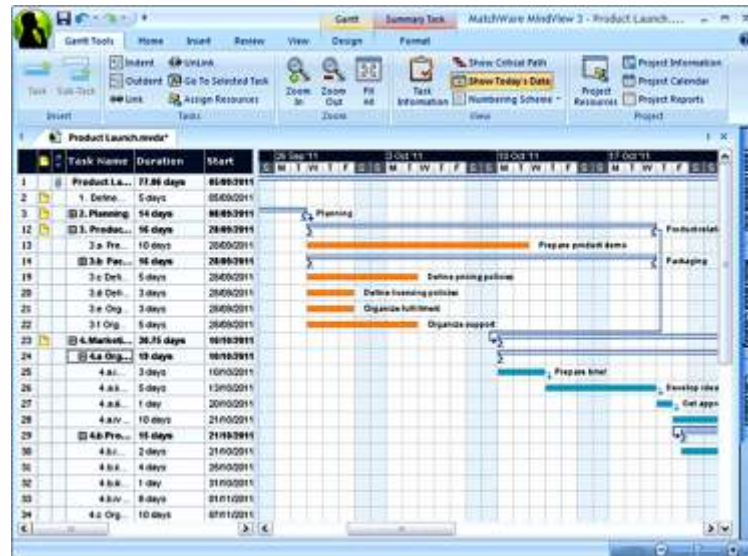 Gantt Summary Task MatchWare MindView 3 - Product Launch....
Gantt Tools Home Insert Review View Design Format
Indent UnLink
Outdent Go To Selected Task
Link Assign Resources
Task Sub-Task
Zoom In Zoom Out Fit All
Task Information
Show Critical Path
Show Today's Date
Numbering Scheme
Project Resources
Project Information
Project Calendar
Project Reports
Insert Tasks Zoom View Project
Product Launch.mvdx*
Task Name Duration Start
26 Sep '11 3 Oct '11 10 Oct '11 17 Oct '11
S M T W T F S S M T W T F S S M T W T F S S M T W T F S S
1 Product La... 77.06 days 05/09/2011
2 1. Define... 5 days 05/09/2011
3 2. Planning 14 days Planning
12 3. Produc... 16 days 28/09/2011
13 3.a Pre... 10 days 28/09/2011 Prepare product demo
14 3.b Pac... 16 days 28/09/2011 Packaging
19 3.c Defi... 5 days 28/09/2011 Define pricing policies
20 3.d Defi... 3 days 28/09/2011 Define licensing policies
21 3.e Org... 3 days 28/09/2011 Organize fulfillment
22 3.f Org... 5 days 28/09/2011 Organize support
23 4. Marketi... 10/10/2011
24 4.a Org... 19 days 10/10/2011
25 4.a.i... 3 days 10/10/2011 Prepare brief
26 4.a.ii... 5 days 13/10/2011 Develop idea
27 4.a.iii... 1 day 20/10/2011 Get appr
28 4.a.iv ... 10 days 21/10/2011
29 4.b Pro... 15 days 21/10/2011
30 4.b.i... 2 days 21/10/2011
31 4.b.ii... 4 days
32 4.b.iii... 1 day 31/10/2011
33 4.b.iv ... 8 days 01/11/2011
34 4.c Org... 10 days 07/11/2011